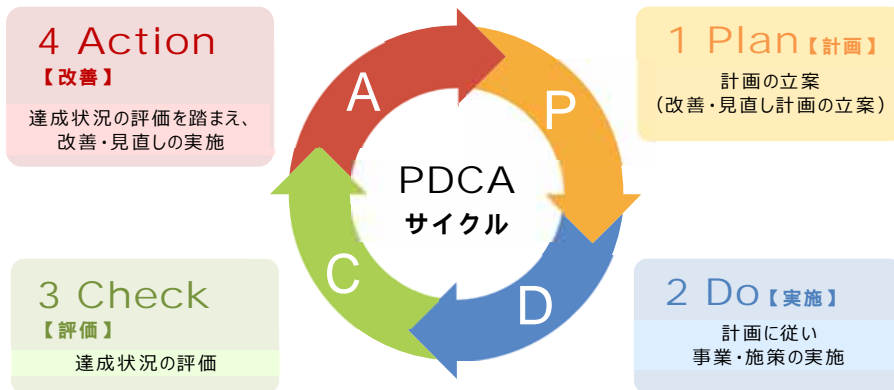 4 Action
【改善】
達成状況の評価を踏まえ、
改善・見直しの実施
1 Plan【計画】
計画の立案
（改善・見直し計画の立案）
A
P
PDCA
サイクル
C
D
3 Check
【評価】
達成状況の評価
2 Do【実施】
計画に従い
事業・施策の実施